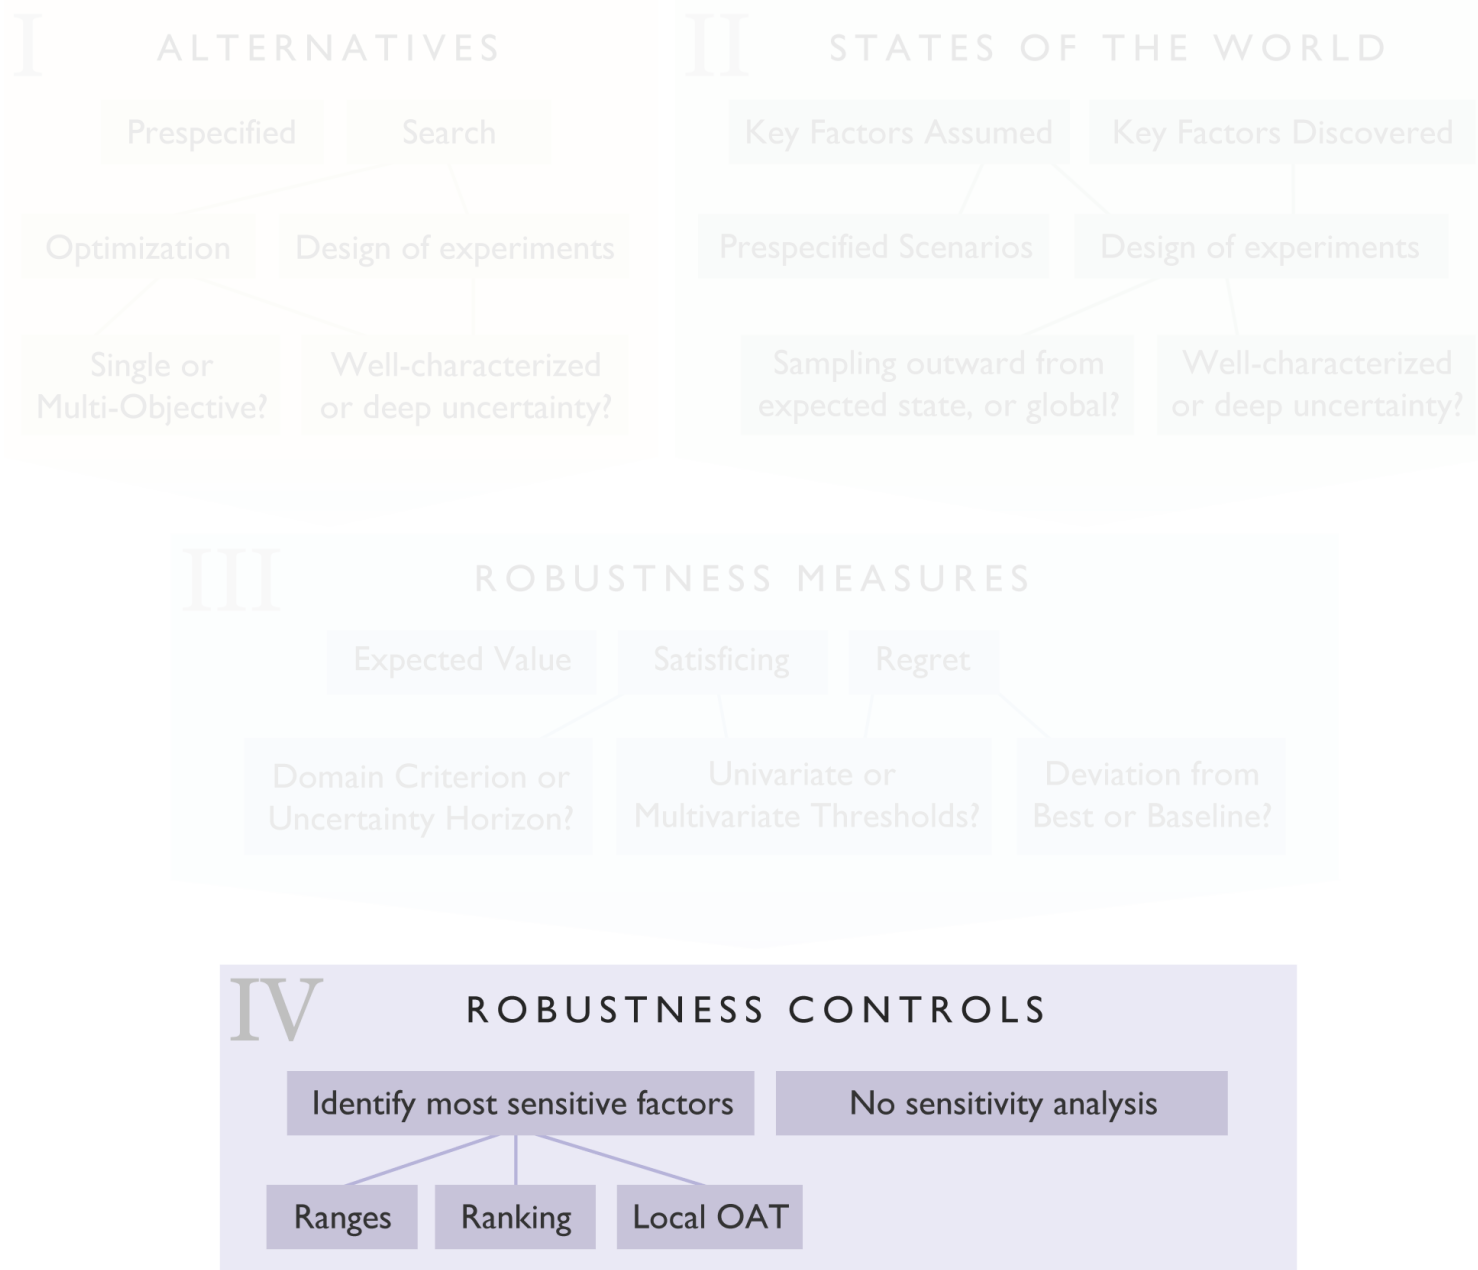 I
ALTERNATIVES
Prespecified
Search
Optimization
Design of experiments
Single or
Multi-Objective?
Well-characterized
or deep uncertainty?
II
STATES OF THE WORLD
Key Factors Assumed
Key Factors Discovered
Prespecified Scenarios
Design of experiments
Sampling outward from
expected state, or global?
Well-characterized
or deep uncertainty?
III
ROBUSTNESS MEASURES
Expected Value
Satisficing
Regret
Domain Criterion or
Uncertainty Horizon?
Univariate or
Multivariate Thresholds?
Deviation from
Best or Baseline?
IV
ROBUSTNESS CONTROLS
Identify most sensitive factors
No sensitivity analysis
Ranges
Ranking
Local OAT